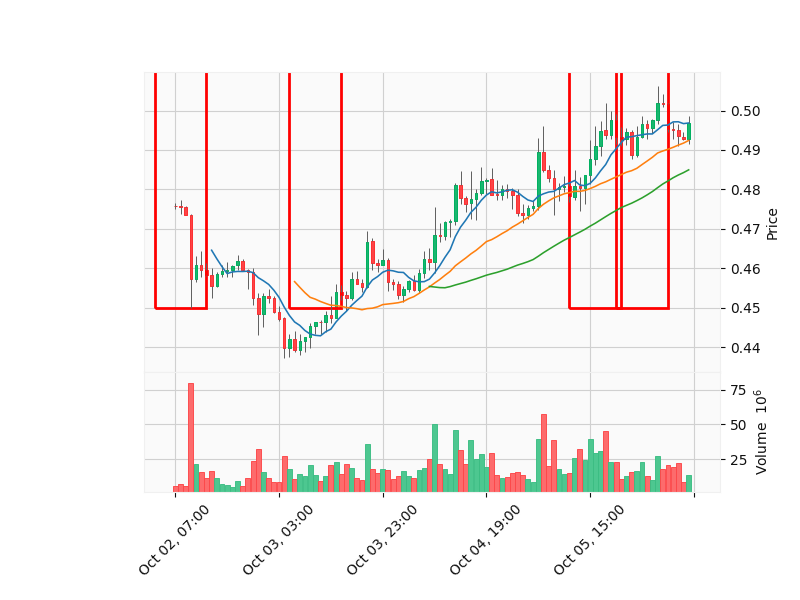 0.50
0.49
0.48
0.47
0.46
0.45
0.44
Price
75
50
25
Volume 10^6
Oct 02, 07:00
Oct 03, 03:00
Oct 03, 23:00
Oct 04, 19:00
Oct 05, 15:00